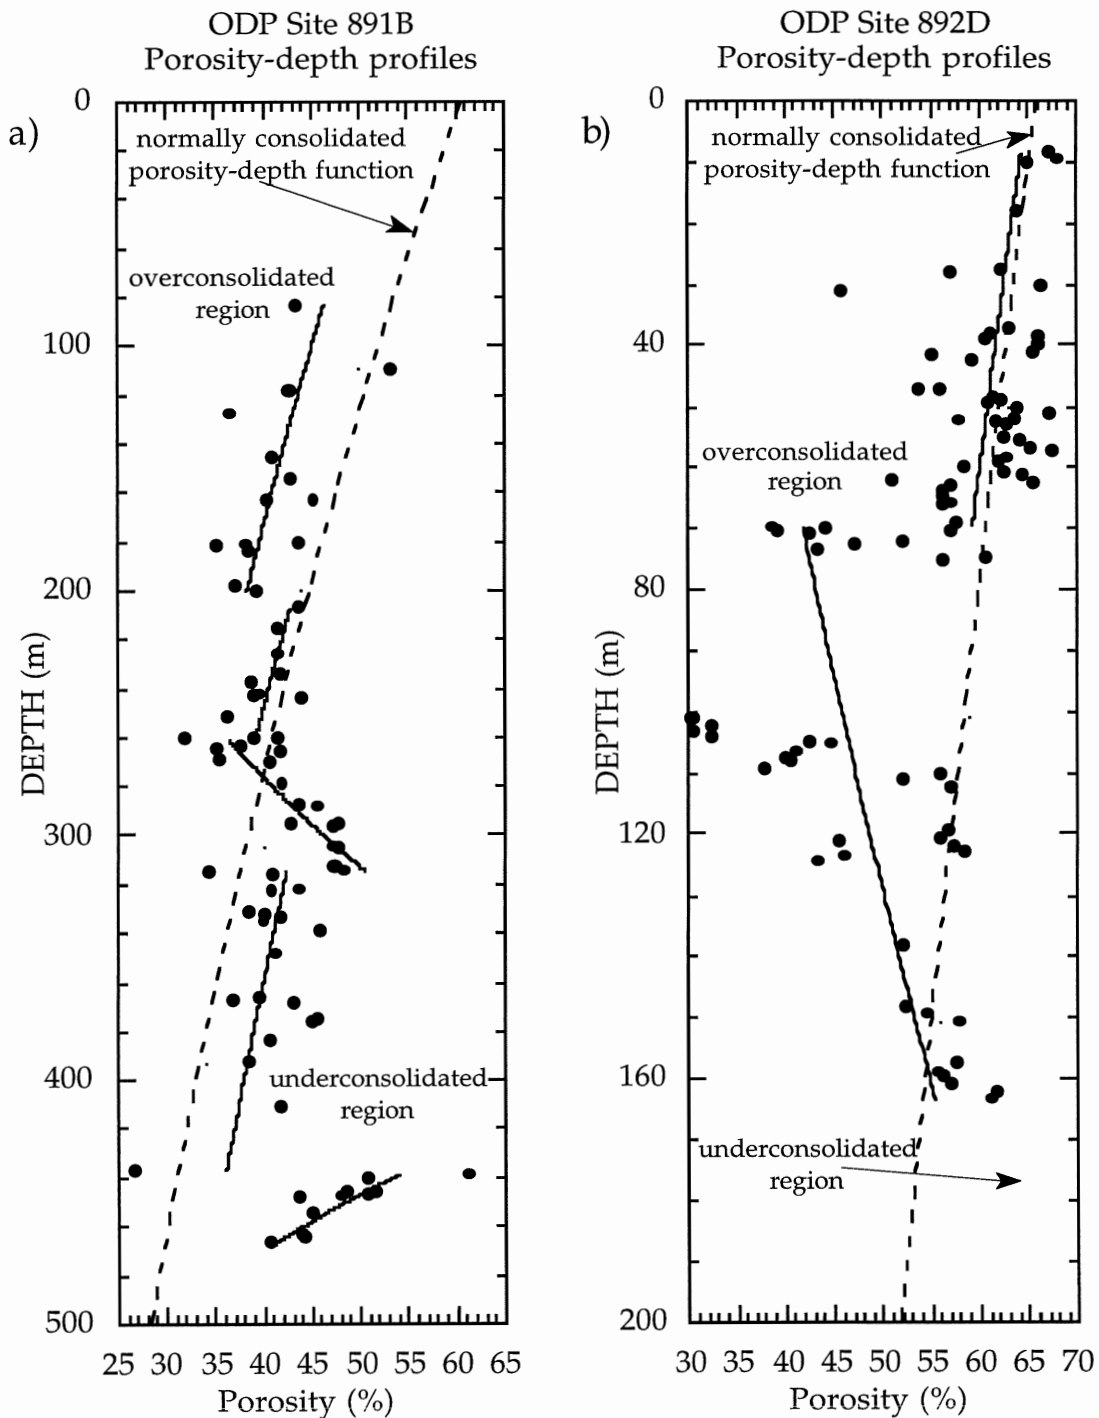 ODP Site 891B
Porosity-depth profiles
a)
0
100
200
300
400
500
DEPTH (m)
normally consolidated
porosity-depth function
overconsolidated
region
underconsolidated
region
25 30 35 40 45 50 55 60 65
Porosity (%)
ODP Site 892D
Porosity-depth profiles
b)
0
40
80
120
160
200
DEPTH (m)
normally consolidated
porosity-depth function
overconsolidated
region
underconsolidated
region
30 35 40 45 50 55 60 65 70
Porosity (%)